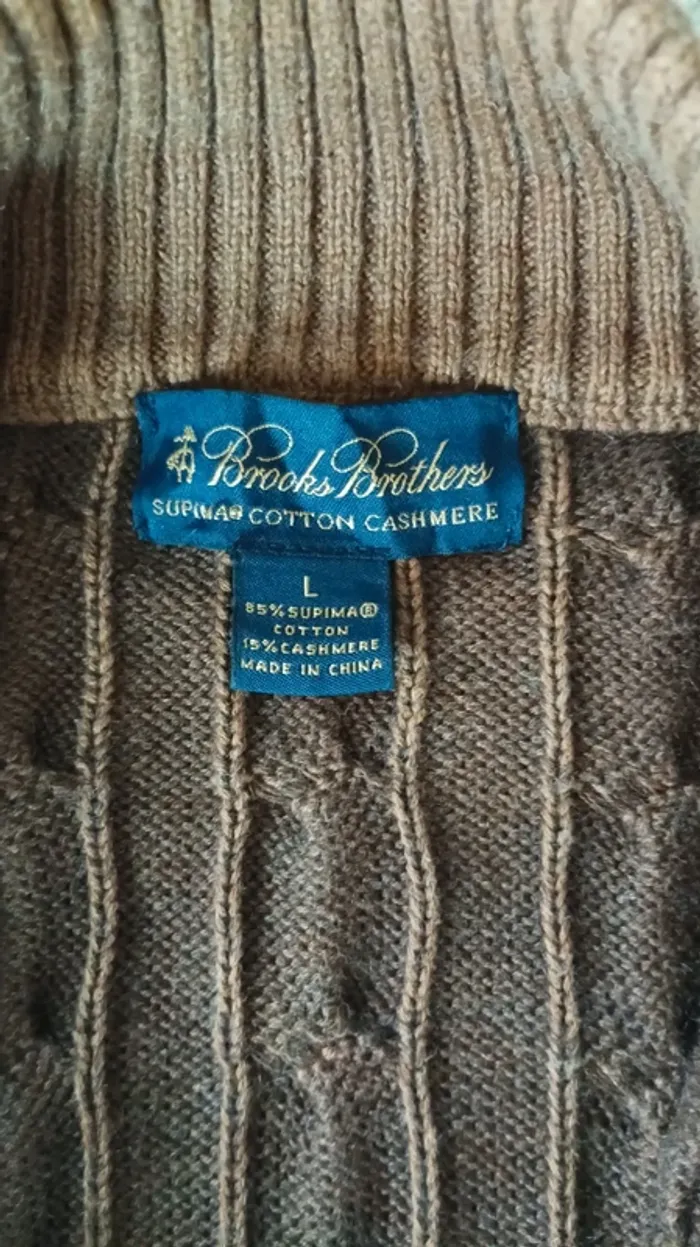 Brooks Brothers
SUPIMA® COTTON CASHMERE
L
85% SUPIMA®
COTTON
15% CASHMERE
MADE IN CHINA